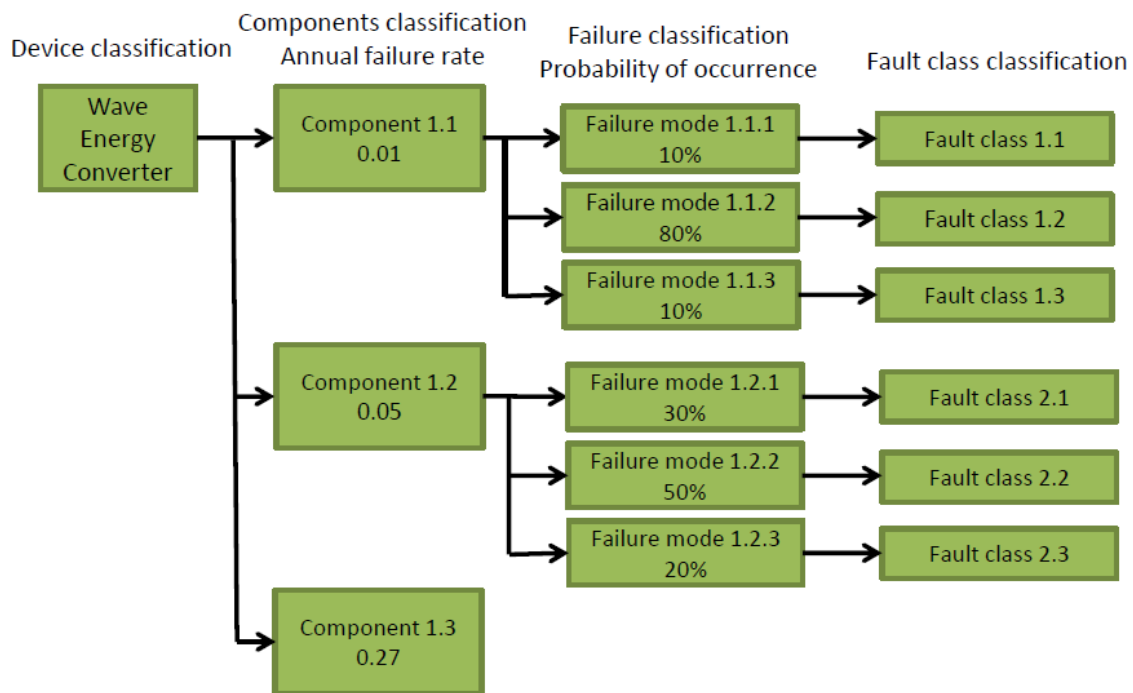 Device classification
Components classification
Annual failure rate
Failure classification
Probability of occurrence
Fault class classification
Wave
Energy
Converter
Component 1.1
0.01
Failure mode 1.1.1
10%
Fault class 1.1
Failure mode 1.1.2
80%
Fault class 1.2
Failure mode 1.1.3
10%
Fault class 1.3
Component 1.2
0.05
Failure mode 1.2.1
30%
Fault class 2.1
Failure mode 1.2.2
50%
Fault class 2.2
Failure mode 1.2.3
20%
Fault class 2.3
Component 1.3
0.27